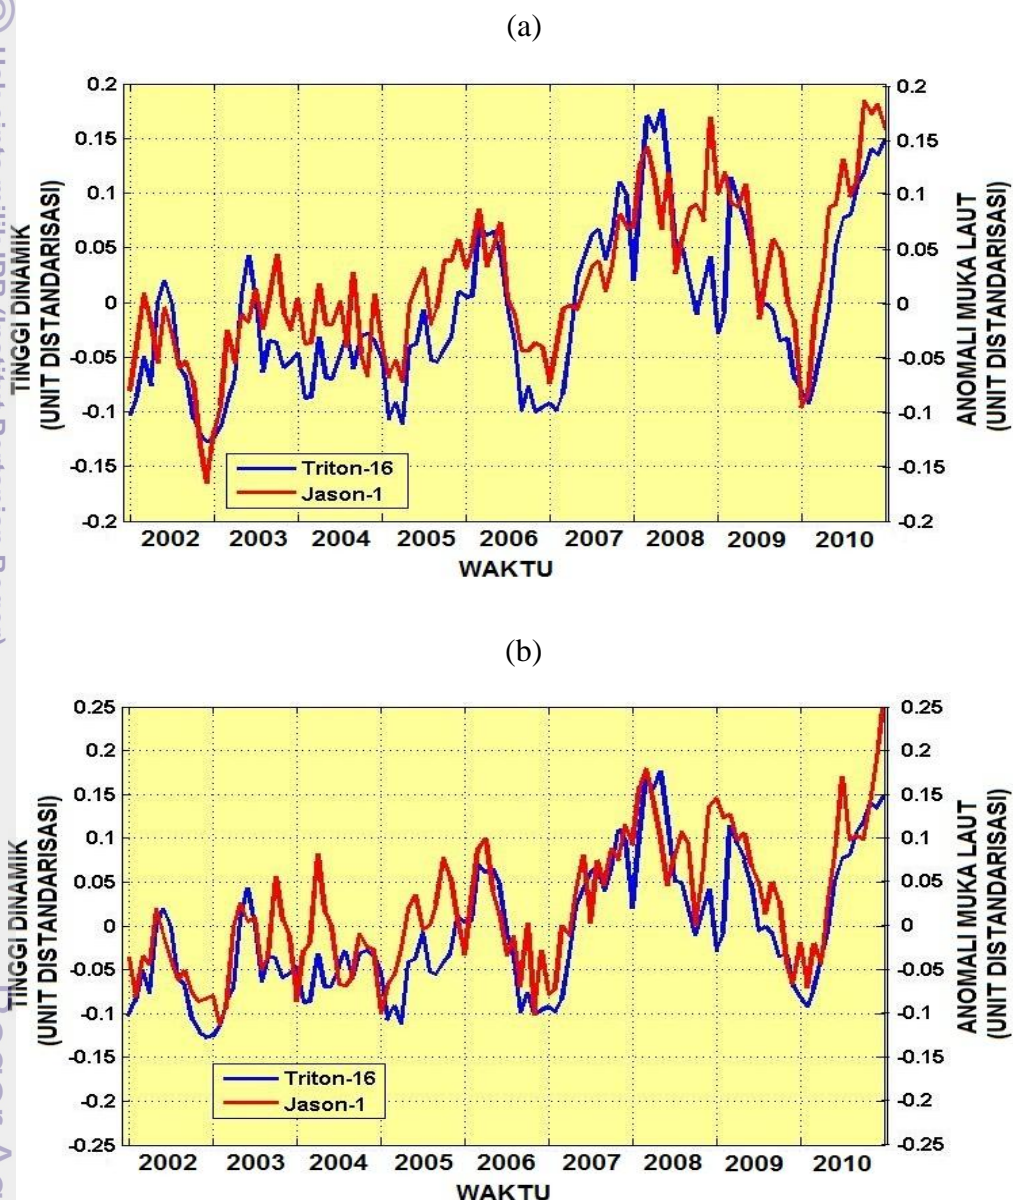 (a)
0.2
0.15
0.1
0.05
0
-0.05
-0.1
-0.15
-0.2
TINGGI DINAMIK
(UNIT DISTANDARISASI)
0.2
0.15
0.1
0.05
0
-0.05
-0.1
-0.15
-0.2
ANOMALI MUKA LAUT
(UNIT DISTANDARISASI)
Triton-16
Jason-1
2002 2003 2004 2005 2006 2007 2008 2009 2010
WAKTU
(b)
0.25
0.2
0.15
0.1
0.05
0
-0.05
-0.1
-0.15
-0.2
-0.25
TINGGI DINAMIK
(UNIT DISTANDARISASI)
0.25
0.2
0.15
0.1
0.05
0
-0.05
-0.1
-0.15
-0.2
-0.25
ANOMALI MUKA LAUT
(UNIT DISTANDARISASI)
Triton-16
Jason-1
2002 2003 2004 2005 2006 2007 2008 2009 2010
WAKTU